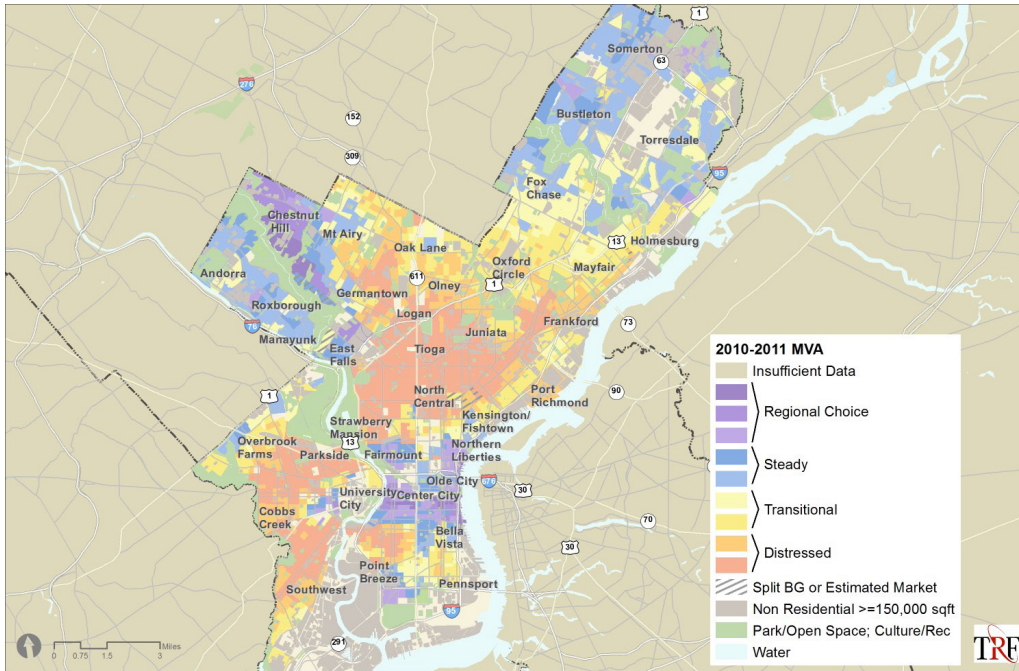 1
Somerton
63
276
152
Bustleton
Torresdale
309
95
Fox
Chase
Chestnut
Hill
Mt Airy
13
Holmesburg
Oak Lane
Oxford
Circle
Mayfair
Andorra
611
1
Germantown
Olney
Roxborough
Logan
Frankford
73
76
Juniata
Manayunk
East
Falls
Tioga
1
North
Central
Port
Richmond
90
Kensington/
Fishtown
Strawberry
Mansion
13
Overbrook
Farms
Parkside
Fairmount
Northern
Liberties
Olde City
676
30
University
City
Center City
Cobbs
Creek
70
Bella
Vista
30
Point
Breeze
Pennsport
Southwest
95
291
2010-2011 MVA
Insufficient Data
Regional Choice
Steady
Transitional
Distressed
Split BG or Estimated Market
Non Residential >=150,000 sqft
Park/Open Space; Culture/Rec
Water
Miles
0 0.75 1.5 3
TRF